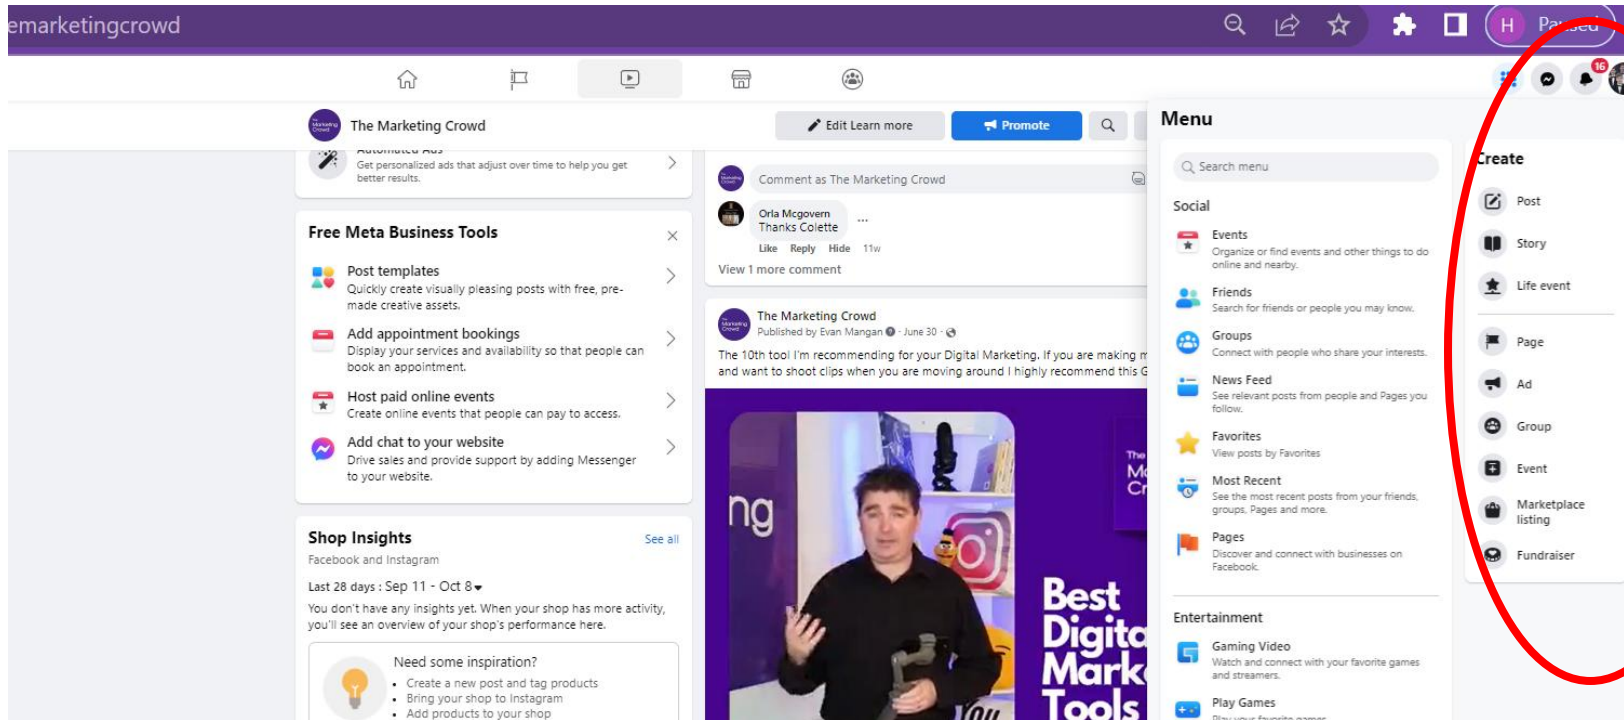 emarketingcrowd
H Paused
16
The Marketing Crowd
Edit Learn more
Promote
Automated Ads
Get personalized ads that adjust over time to help you get
better results.
Free Meta Business Tools
Post templates
Quickly create visually pleasing posts with free, pre-
made creative assets.
Add appointment bookings
Display your services and availability so that people can
book an appointment.
Host paid online events
Create online events that people can pay to access.
Add chat to your website
Drive sales and provide support by adding Messenger
to your website.
Shop Insights
See all
Facebook and Instagram
Last 28 days : Sep 11 - Oct 8
You don't have any insights yet. When your shop has more activity,
you'll see an overview of your shop's performance here.
Need some inspiration?
• Create a new post and tag products
• Bring your shop to Instagram
• Add products to your shop
Comment as The Marketing Crowd
Orla Mcgovern
Thanks Colette
...
Like Reply Hide 11w
View 1 more comment
The Marketing Crowd
Published by Evan Mangan · June 30 ·
The 10th tool I'm recommending for your Digital Marketing. If you are making m
and want to shoot clips when you are moving around I highly recommend this G
ng
The
Ma
Cr
Best
Digita
Mark
Tools
You
Menu
Search menu
Social
Events
Organize or find events and other things to do
online and nearby.
Friends
Search for friends or people you may know.
Groups
Connect with people who share your interests.
News Feed
See relevant posts from people and Pages you
follow.
Favorites
View posts by Favorites
Most Recent
See the most recent posts from your friends,
groups, Pages and more.
Pages
Discover and connect with businesses on
Facebook.
Entertainment
Gaming Video
Watch and connect with your favorite games
and streamers.
Play Games
Play your favorite games.
Create
Post
Story
Life event
Page
Ad
Group
Event
Marketplace
listing
Fundraiser